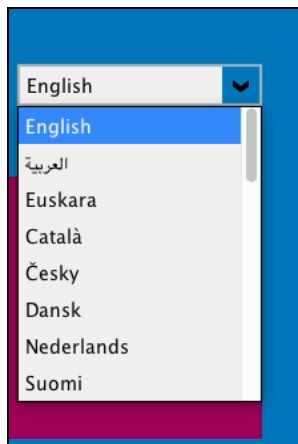 English
English
العربية
Euskara
Català
Česky
Dansk
Nederlands
Suomi